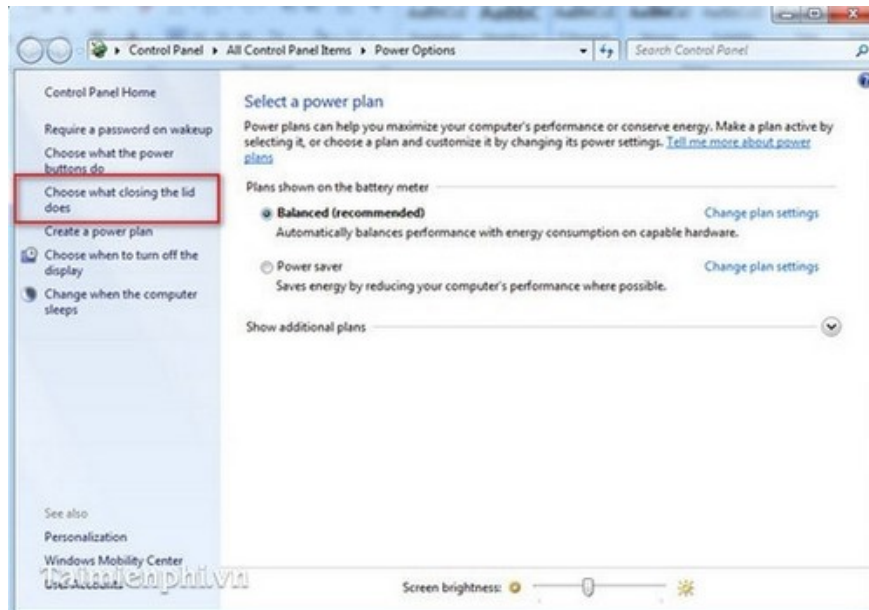 Control Panel ▸ All Control Panel Items ▸ Power Options
Search Control Panel
Control Panel Home
Require a password on wakeup
Choose what the power
buttons do
Choose what closing the lid
does
Create a power plan
Choose when to turn off the
display
Change when the computer
sleeps
Select a power plan
Power plans can help you maximize your computer's performance or conserve energy. Make a plan active by
selecting it, or choose a plan and customize it by changing its power settings. Tell me more about power
plans
Plans shown on the battery meter
Balanced (recommended)
Change plan settings
Automatically balances performance with energy consumption on capable hardware.
Power saver
Change plan settings
Saves energy by reducing your computer's performance where possible.
Show additional plans
See also
Personalization
Windows Mobility Center
User Accounts
Taimienphi.vn
Screen brightness: